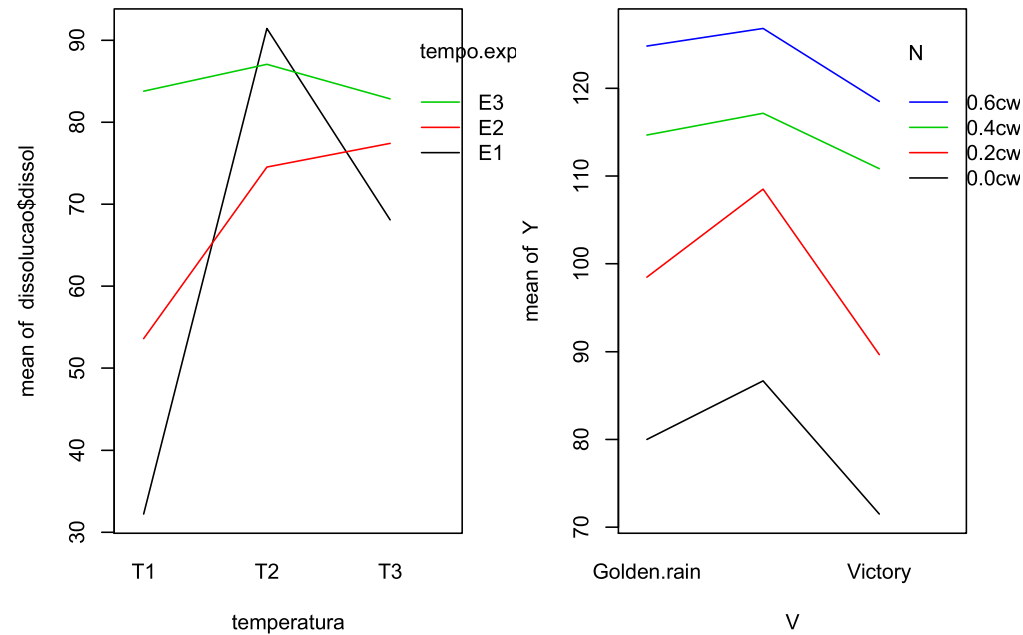 mean of dissolucao$dissol
90
80
70
60
50
40
30
tempo.exp
E3
E2
E1
T1 T2 T3
temperatura
mean of Y
120
110
100
90
80
70
N
0.6cw
0.4cw
0.2cw
0.0cw
Golden.rain Victory
V